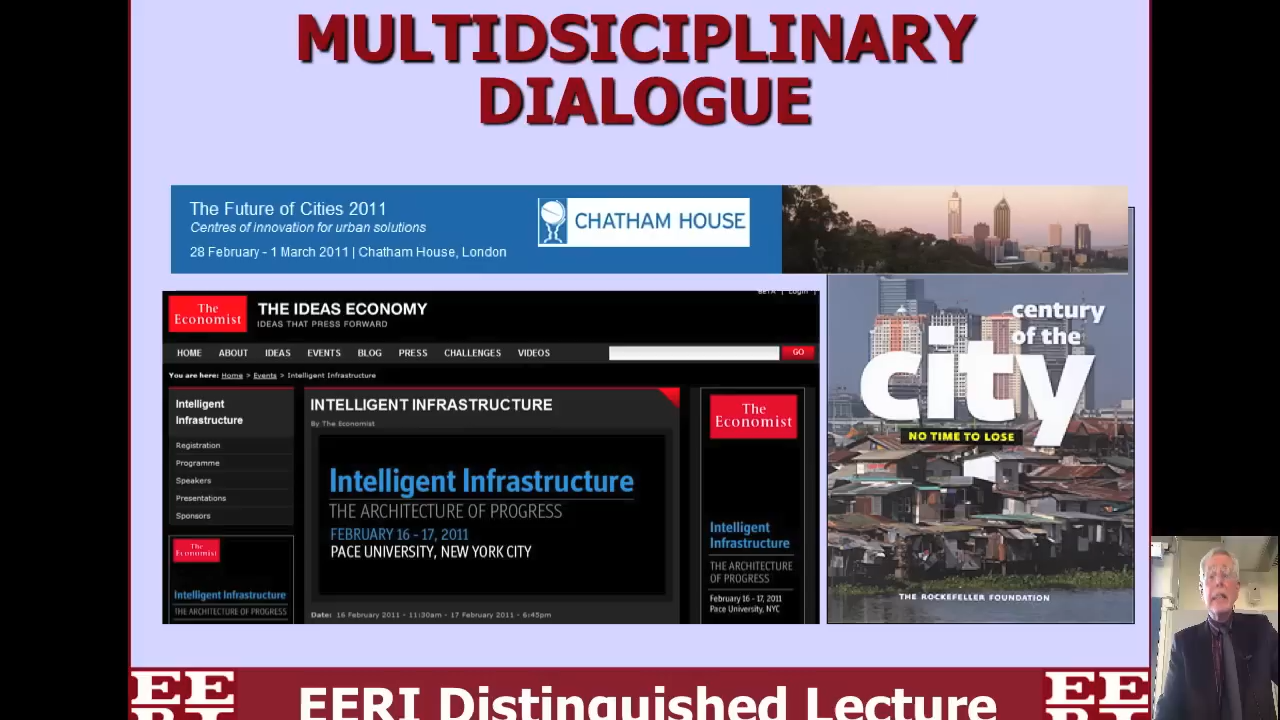 MULTIDSICIPLINARY
DIALOGUE
The Future of Cities 2011
Centres of innovation for urban solutions
28 February - 1 March 2011 | Chatham House, London
CHATHAM HOUSE
The
Economist
THE IDEAS ECONOMY
IDEAS THAT PRESS FORWARD
BETA | Login |
HOME ABOUT IDEAS EVENTS BLOG PRESS CHALLENGES VIDEOS GO
You are here: Home > Events > Intelligent Infrastructure
Intelligent
Infrastructure
Registration
Programme
Speakers
Presentations
Sponsors
The
Economist
Intelligent Infrastructure
THE ARCHITECTURE OF PROGRESS
INTELLIGENT INFRASTRUCTURE
By The Economist
Intelligent Infrastructure
THE ARCHITECTURE OF PROGRESS
FEBRUARY 16 - 17, 2011
PACE UNIVERSITY, NEW YORK CITY
Date: 16 February 2011 - 11:30am - 17 February 2011 - 6:45pm
The
Economist
Intelligent
Infrastructure
THE ARCHITECTURE
OF PROGRESS
February 16 - 17, 2011
Pace University, NYC
century
of the
city
NO TIME TO LOSE
THE ROCKEFELLER FOUNDATION
EE
RI
EERI Distinguished Lecture
EE
RI